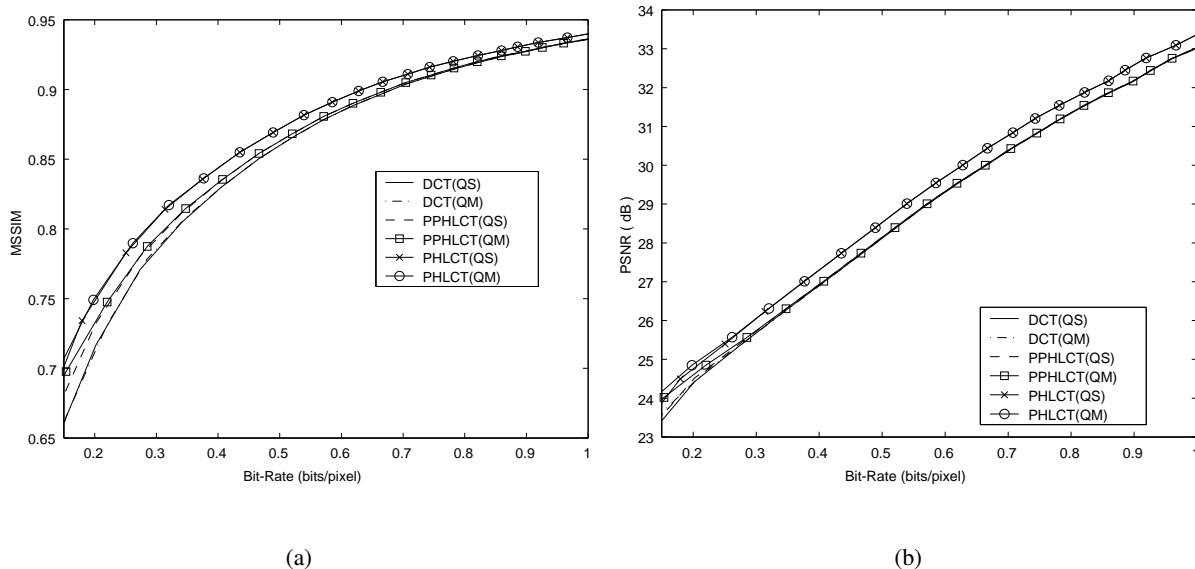 0.95
0.9
0.85
0.8
0.75
0.7
0.65
MSSIM
0.2 0.3 0.4 0.5 0.6 0.7 0.8 0.9 1
Bit-Rate (bits/pixel)
DCT(QS)
DCT(QM)
PPHLCT(QS)
PPHLCT(QM)
PHLCT(QS)
PHLCT(QM)
(a)
34
33
32
31
30
29
28
27
26
25
24
23
PSNR ( dB)
0.2 0.3 0.4 0.5 0.6 0.7 0.8 0.9 1
Bit-Rate (bits/pixel)
DCT(QS)
DCT(QM)
PPHLCT(QS)
PPHLCT(QM)
PHLCT(QS)
PHLCT(QM)
(b)